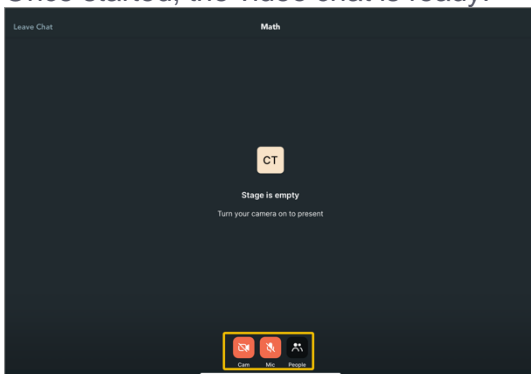 Once started, the video chat is ready.
Leave Chat Math
CT
Stage is empty
Turn your camera on to present
Cam Mic People